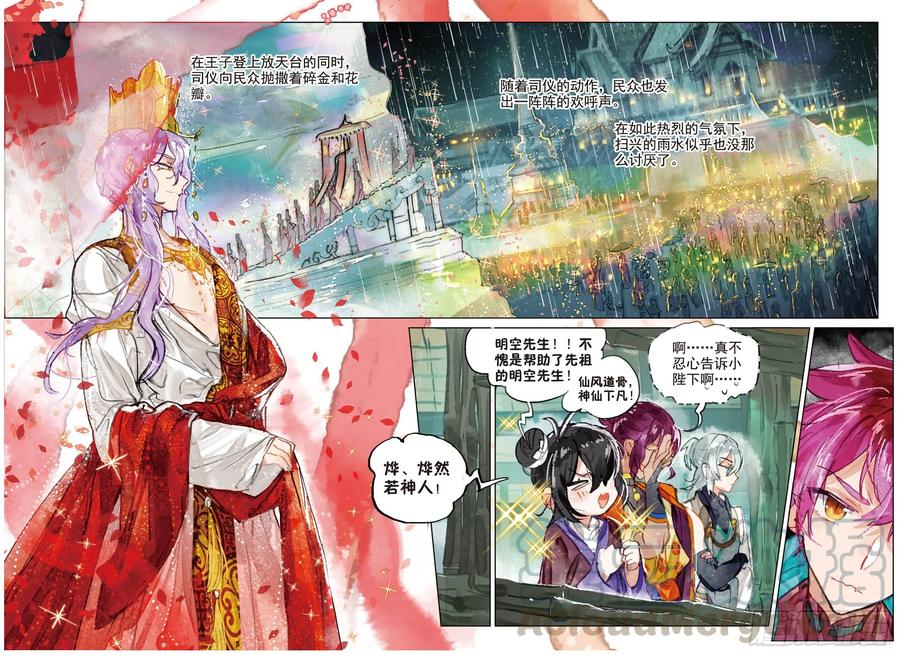 在王子登上放天台的同时，
司仪向民众抛撒着碎金和花
瓣。
随着司仪的动作，民众也发
出一阵阵的欢呼声。
在如此热烈的气氛下，
扫兴的雨水似乎也没那
么讨厌了。
明空先生！！不
愧是帮助了先祖
的明空先生！
仙风道骨，
神仙下凡！
烨、烨然
若神人！
啊……真不
忍心告诉小
陛下啊……